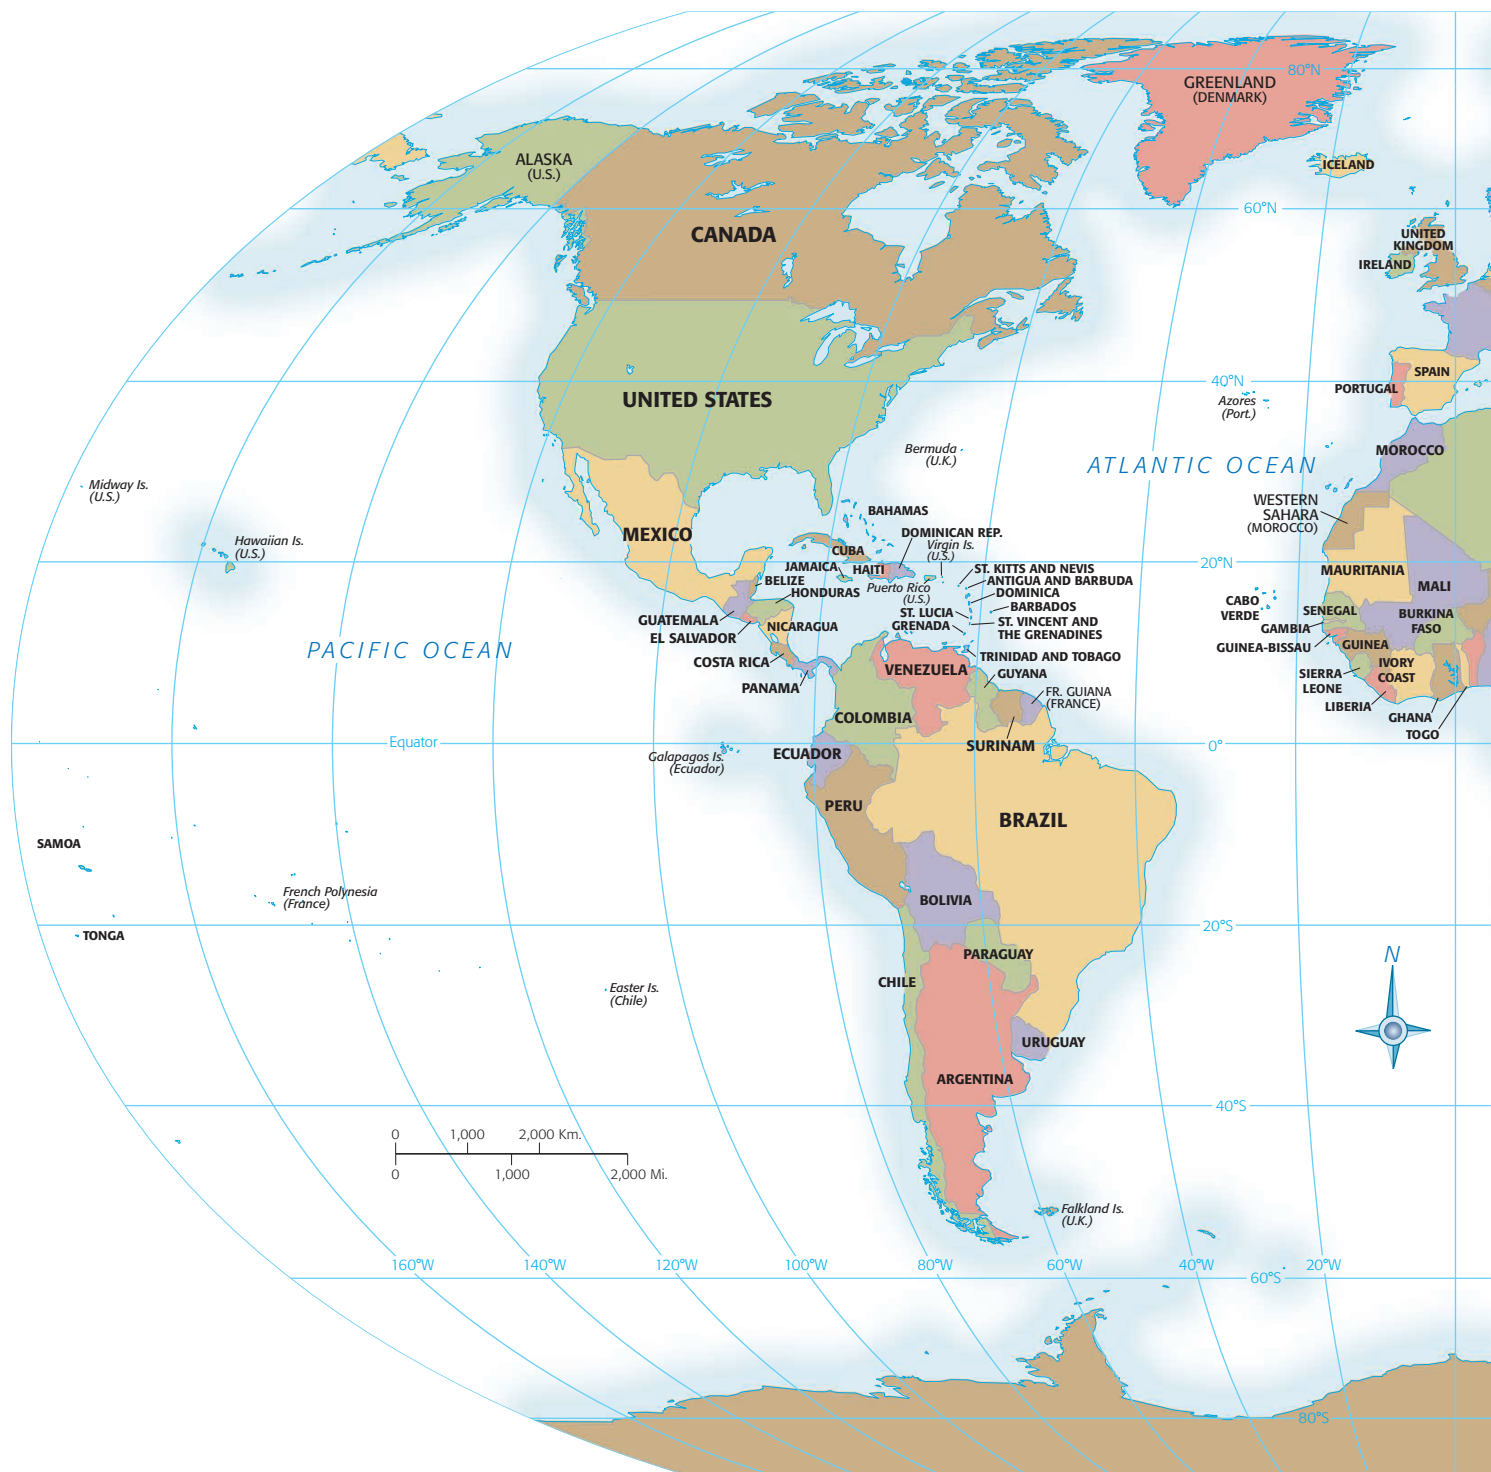 GREENLAND
(DENMARK)
80°N
ALASKA
(U.S.)
ICELAND
60°N
CANADA
UNITED
KINGDOM
IRELAND
40°N
SPAIN
PORTUGAL
Azores
(Port.)
UNITED STATES
Bermuda
(U.K.)
MOROCCO
ATLANTIC OCEAN
Midway Is.
(U.S.)
WESTERN
SAHARA
(MOROCCO)
BAHAMAS
MEXICO
DOMINICAN REP.
Hawaiian Is.
(U.S.)
CUBA
Virgin Is.
(U.S.)
20°N
JAMAICA
HAITI
ST. KITTS AND NEVIS
MAURITANIA
BELIZE
ANTIGUA AND BARBUDA
MALI
HONDURAS
Puerto Rico
(U.S.)
DOMINICA
CABO
VERDE
BARBADOS
SENEGAL
GUATEMALA
ST. LUCIA
BURKINA
FASO
NICARAGUA
GRENADA
ST. VINCENT AND
THE GRENADINES
GAMBIA
EL SALVADOR
GUINEA-BISSAU
GUINEA
PACIFIC OCEAN
COSTA RICA
TRINIDAD AND TOBAGO
IVORY
COAST
VENEZUELA
GUYANA
SIERRA
LEONE
PANAMA
FR. GUIANA
(FRANCE)
LIBERIA
COLOMBIA
GHANA
TOGO
Equator
SURINAM
0°
ECUADOR
Galapagos Is.
(Ecuador)
PERU
BRAZIL
SAMOA
French Polynesia
(France)
BOLIVIA
20°S
TONGA
PARAGUAY
N
CHILE
Easter Is.
(Chile)
URUGUAY
ARGENTINA
40°S
0
1,000
2,000 Km.
0
1,000
2,000 Mi.
Falkland Is.
(U.K.)
160°W
140°W
120°W
100°W
80°W
60°W
40°W
20°W
60°S
80°S